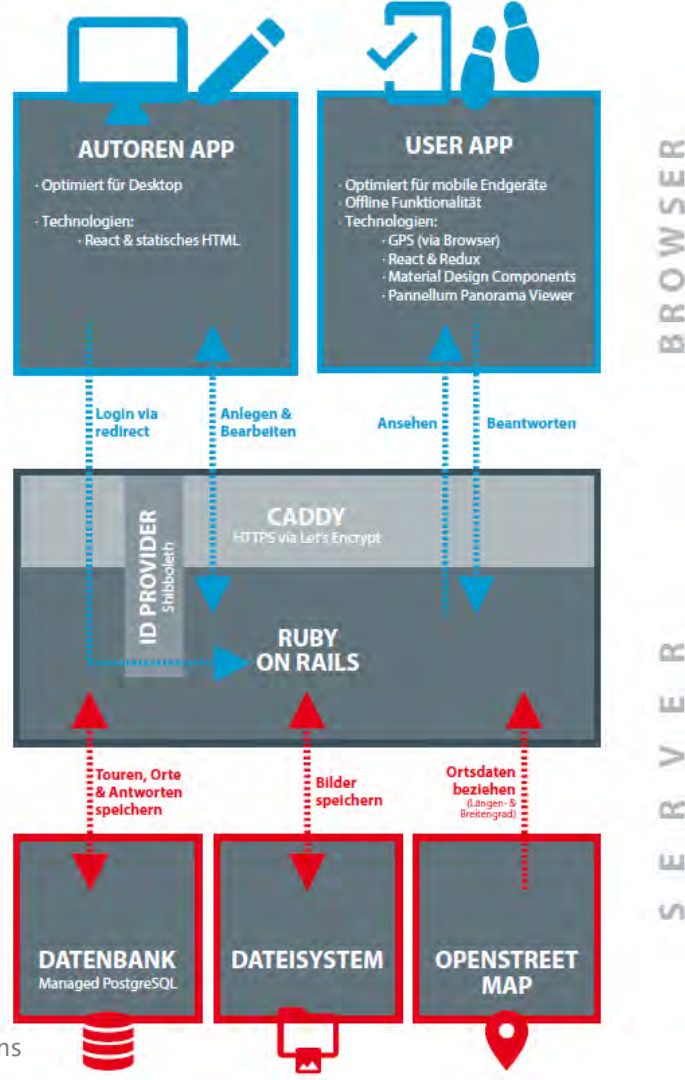 AUTOREN APP
· Optimiert für Desktop
· Technologien:
· React & statisches HTML
USER APP
· Optimiert für mobile Endgeräte
· Offline Funktionalität
· Technologien:
· GPS (via Browser)
· React & Redux
· Material Design Components
· Pannellum Panorama Viewer
BROWSER
Login via
redirect
Anlegen &
Bearbeiten
Ansehen
Beantworten
ID PROVIDER
Shibboleth
CADDY
HTTPS via Let's Encrypt
RUBY
ON RAILS
SERVER
Touren, Orte
& Antworten
speichern
Bilder
speichern
Ortsdaten
beziehen
(Längen- &
Breitengrad)
DATENBANK
Managed PostgreSQL
DATEISYSTEM
OPENSTREET
MAP
ns